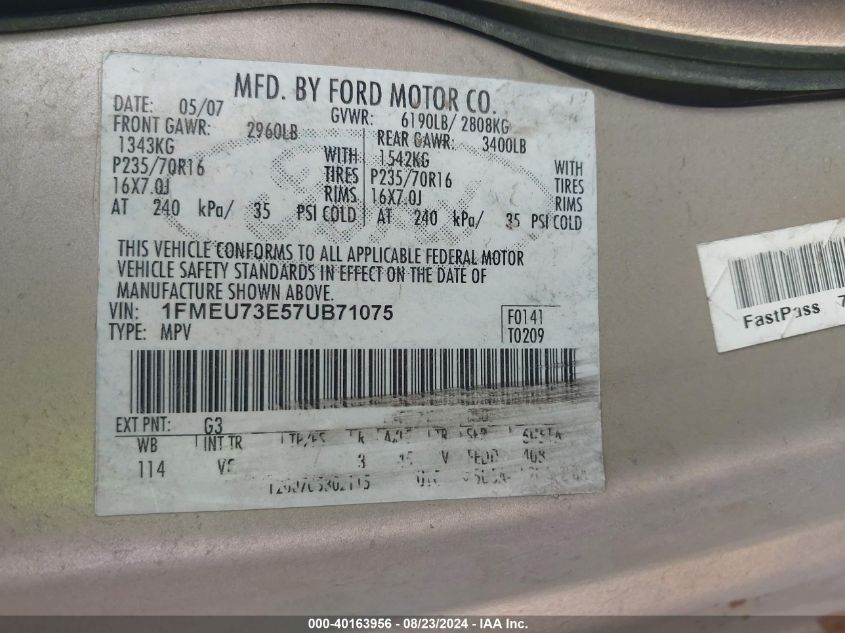 MFD. BY FORD MOTOR CO.
DATE: 05/07 GVWR: 6190LB/ 2808KG
FRONT GAWR: 2960LB REAR GAWR: 3400LB
1343KG WITH 1542KG WITH
P235/70R16 TIRES P235/70R16 TIRES
16X7.0J RIMS 16X7.0J RIMS
AT 240 kPa/ 35 PSI COLD AT 240 kPa/ 35 PSI COLD
THIS VEHICLE CONFORMS TO ALL APPLICABLE FEDERAL MOTOR
VEHICLE SAFETY STANDARDS IN EFFECT ON THE DATE OF
MANUFACTURE SHOWN ABOVE.
VIN: 1FMEU73E57UB71075 F0141
TYPE: MPV T0209
EXT PNT: G3
WB INT TR
114 3 V
FastPass 7
000-40163956 - 08/23/2024 - IAA Inc.